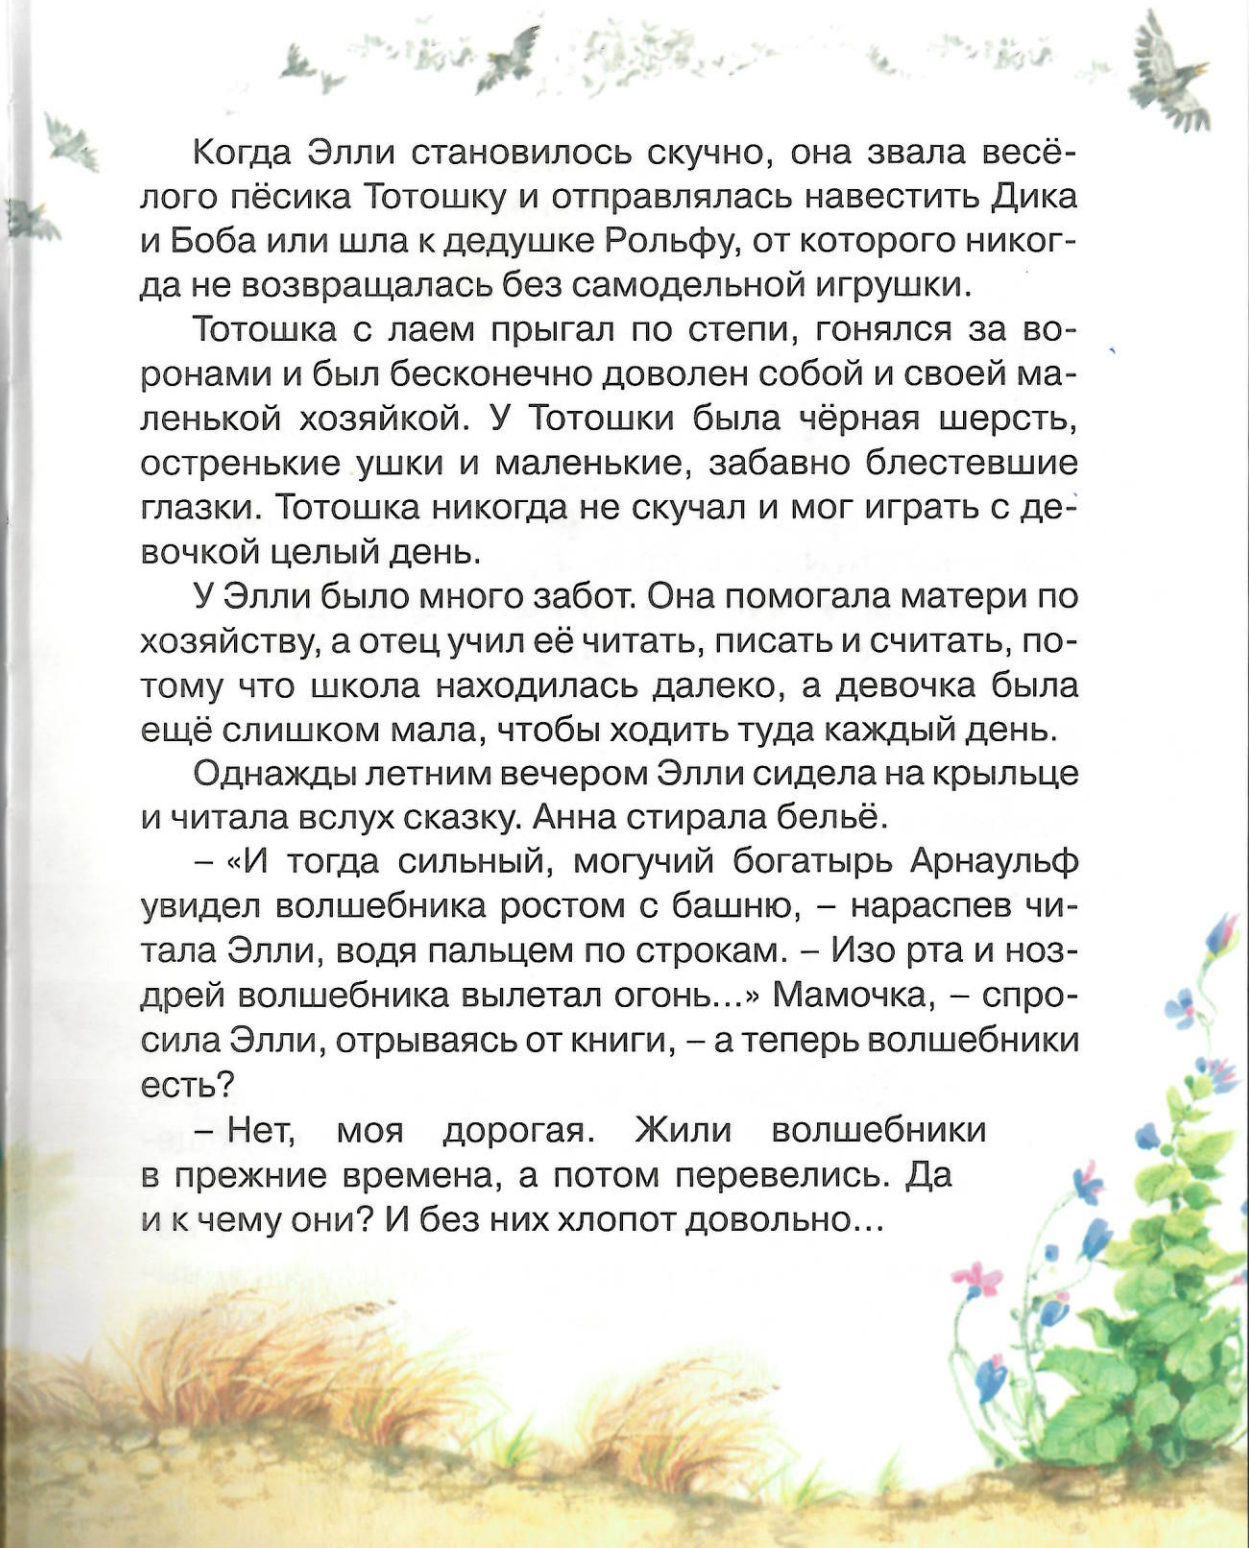 Когда Элли становилось скучно, она звала весё-
лого пёсика Тотошку и отправлялась навестить Дика
и Боба или шла к дедушке Рольфу, от которого никог-
да не возвращалась без самодельной игрушки.
Тотошка с лаем прыгал по степи, гонялся за во-
ронами и был бесконечно доволен собой и своей ма-
ленькой хозяйкой. У Тотошки была чёрная шерсть,
остренькие ушки и маленькие, забавно блестевшие
глазки. Тотошка никогда не скучал и мог играть с де-
вочкой целый день.
У Элли было много забот. Она помогала матери по
хозяйству, а отец учил её читать, писать и считать, по-
тому что школа находилась далеко, а девочка была
ещё слишком мала, чтобы ходить туда каждый день.
Однажды летним вечером Элли сидела на крыльце
и читала вслух сказку. Анна стирала бельё.
– «И тогда сильный, могучий богатырь Арнаульф
увидел волшебника ростом с башню, – нараспев чи-
тала Элли, водя пальцем по строкам. – Изо рта и ноз-
дрей волшебника вылетал огонь...» Мамочка, – спро-
сила Элли, отрываясь от книги, – а теперь волшебники
есть?
– Нет, моя дорогая. Жили волшебники
в прежние времена, а потом перевелись. Да
и к чему они? И без них хлопот довольно...